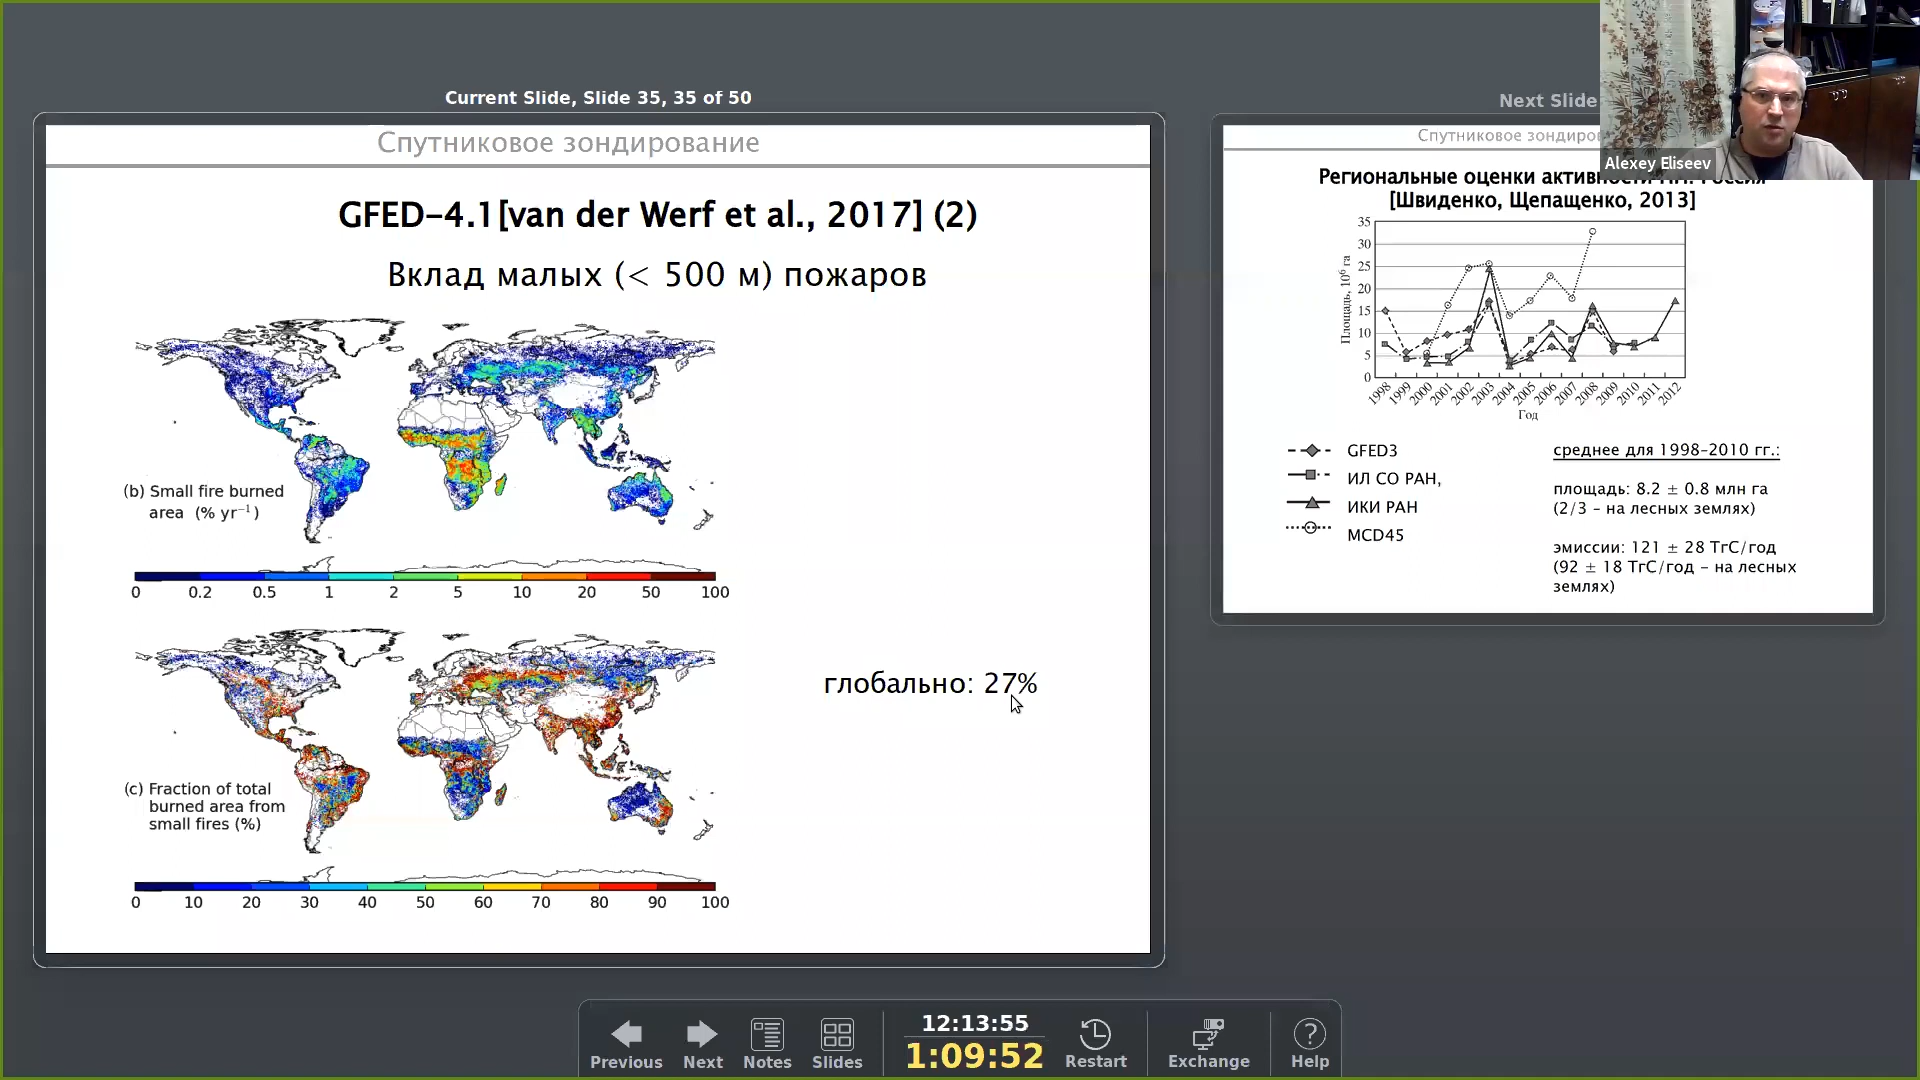 Current Slide, Slide 35, 35 of 50
Спутниковое зондирование
GFED-4.1[van der Werf et al., 2017] (2)
Вклад малых (< 500 м) пожаров
(b) Small fire burned
area (% yr⁻¹)
0 0.2 0.5 1 2 5 10 20 50 100
глобально: 27%
(c) Fraction of total
burned area from
small fires (%)
0 10 20 30 40 50 60 70 80 90 100
Next Slide
Alexey Eliseev
Региональные оценки
[Швиденко, Щепащенко, 2013]
Площадь, 10⁶ га
35
30
25
20
15
10
5
0
1998 1999 2000 2001 2002 2003 2004 2005 2006 2007 2008 2009 2010 2011 2012
Год
GFED3
ИЛ СО РАН,
ИКИ РАН
MCD45
среднее для 1998-2010 гг.:
площадь: 8.2 ± 0.8 млн га
(2/3 – на лесных землях)
эмиссии: 121 ± 28 ТгС/год
(92 ± 18 ТгС/год – на лесных
землях)
Previous
Next
Notes
Slides
12:13:55
1:09:52
Restart
Exchange
Help